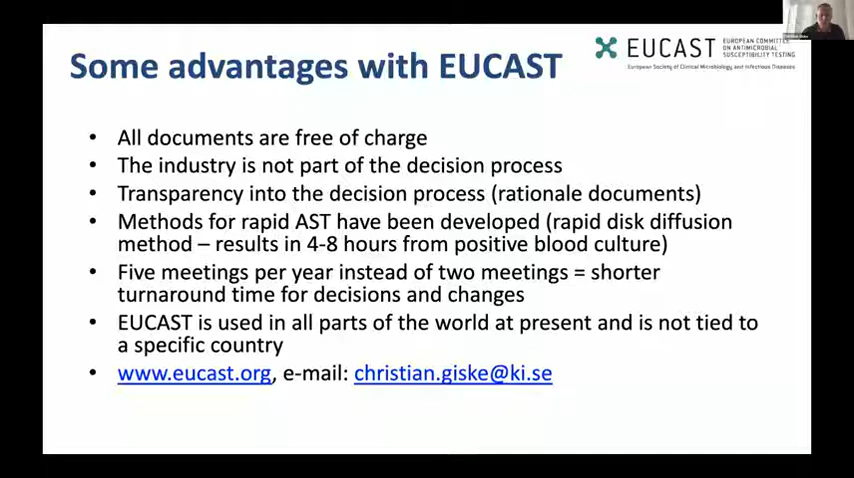 Some advantages with EUCAST
EUCAST
EUROPEAN COMMITTEE
ON ANTIMICROBIAL
SUSCEPTIBILITY TESTING
European Society of Clinical Microbiology and Infectious Diseases
• All documents are free of charge
• The industry is not part of the decision process
• Transparency into the decision process (rationale documents)
• Methods for rapid AST have been developed (rapid disk diffusion
method – results in 4-8 hours from positive blood culture)
• Five meetings per year instead of two meetings = shorter
turnaround time for decisions and changes
• EUCAST is used in all parts of the world at present and is not tied to
a specific country
• www.eucast.org, e-mail: christian.giske@ki.se